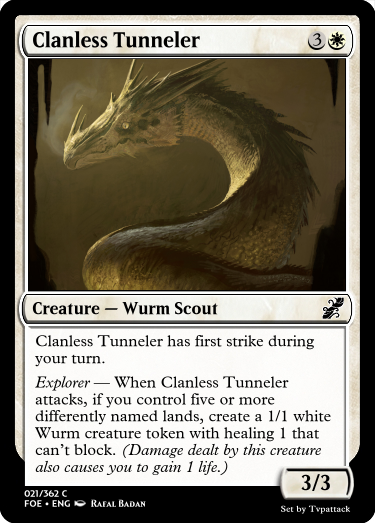 Clanless Tunneler 3
Creature — Wurm Scout
Clanless Tunneler has first strike during
your turn.
Explorer — When Clanless Tunneler
attacks, if you control five or more
differently named lands, create a 1/1 white
Wurm creature token with healing 1 that
can't block. (Damage dealt by this creature
also causes you to gain 1 life.)
3/3
021/362 C
FOE • ENG Rafal Badan
Set by Tvpattack